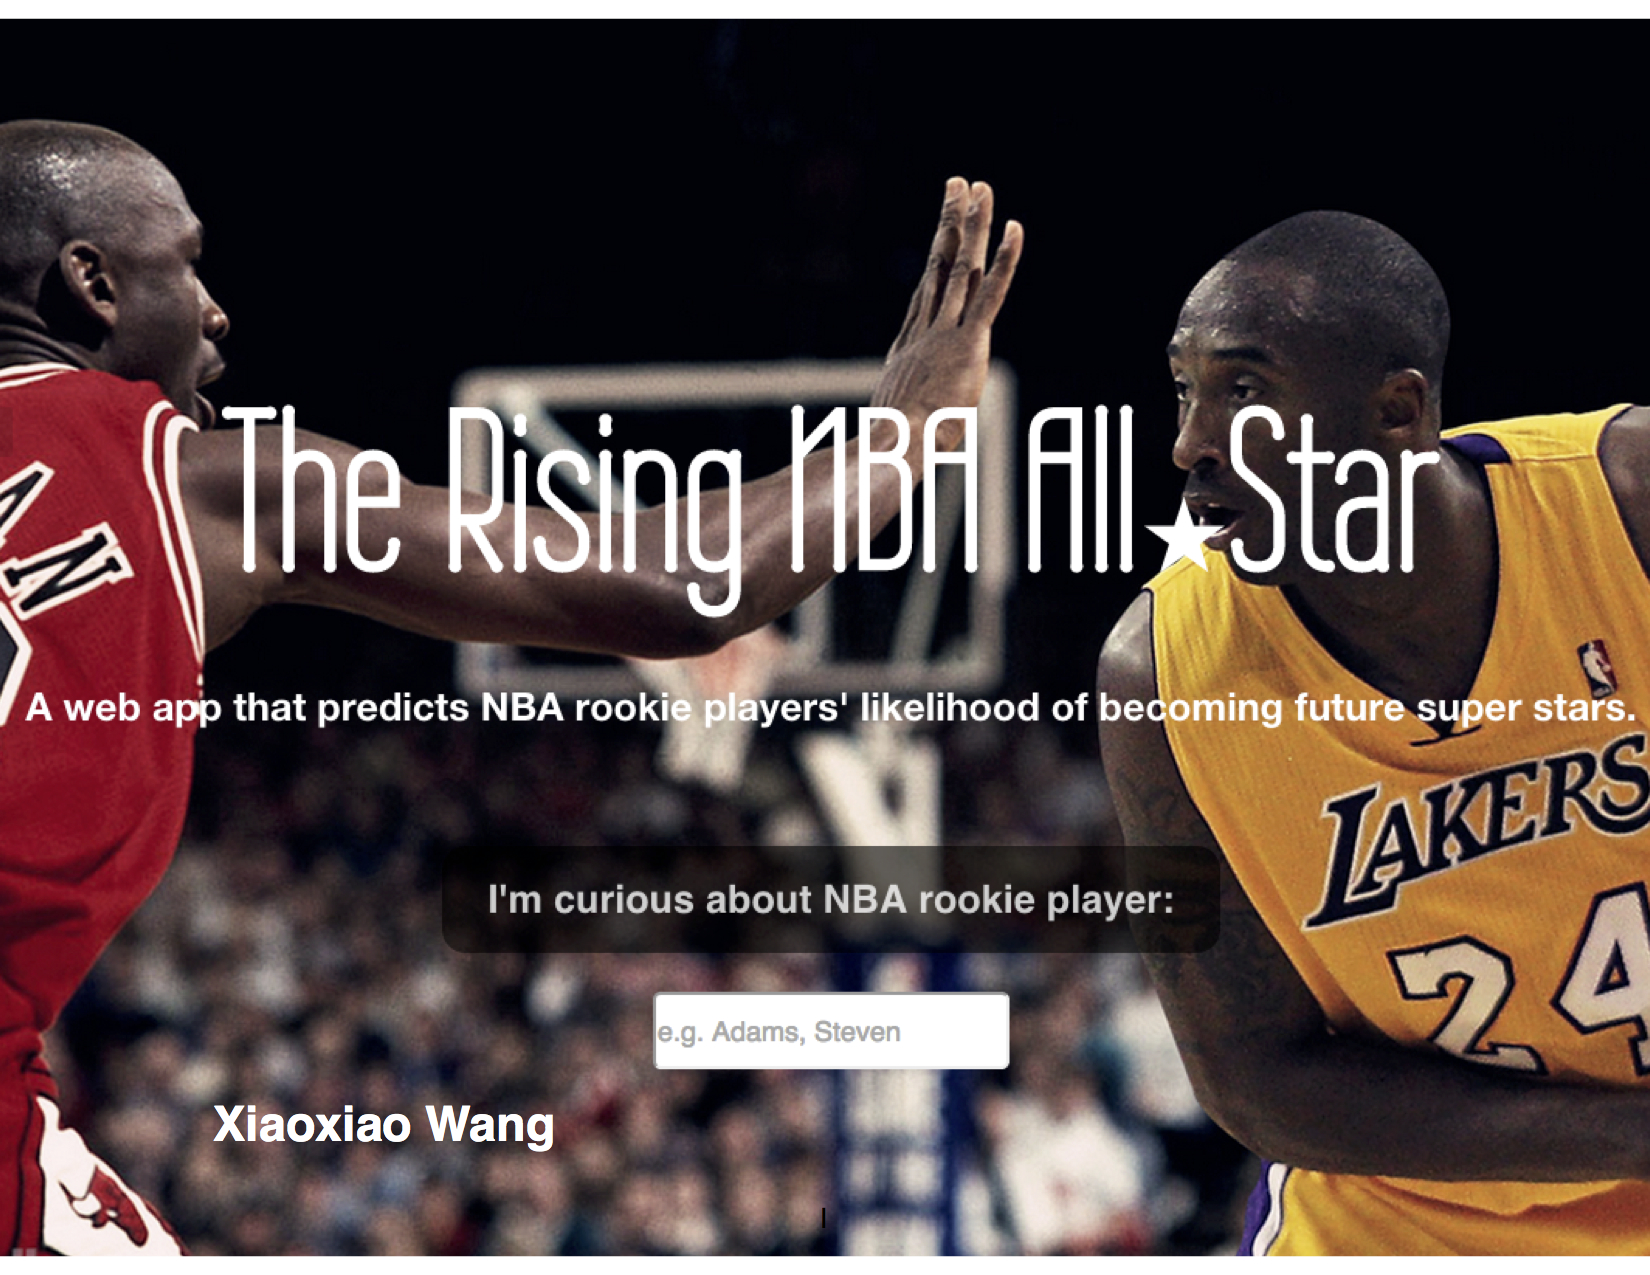 The Rising NBA All★Star
A web app that predicts NBA rookie players' likelihood of becoming future super stars.
LAKERS
24
AN
I'm curious about NBA rookie player:
e.g. Adams, Steven
Xiaoxiao Wang